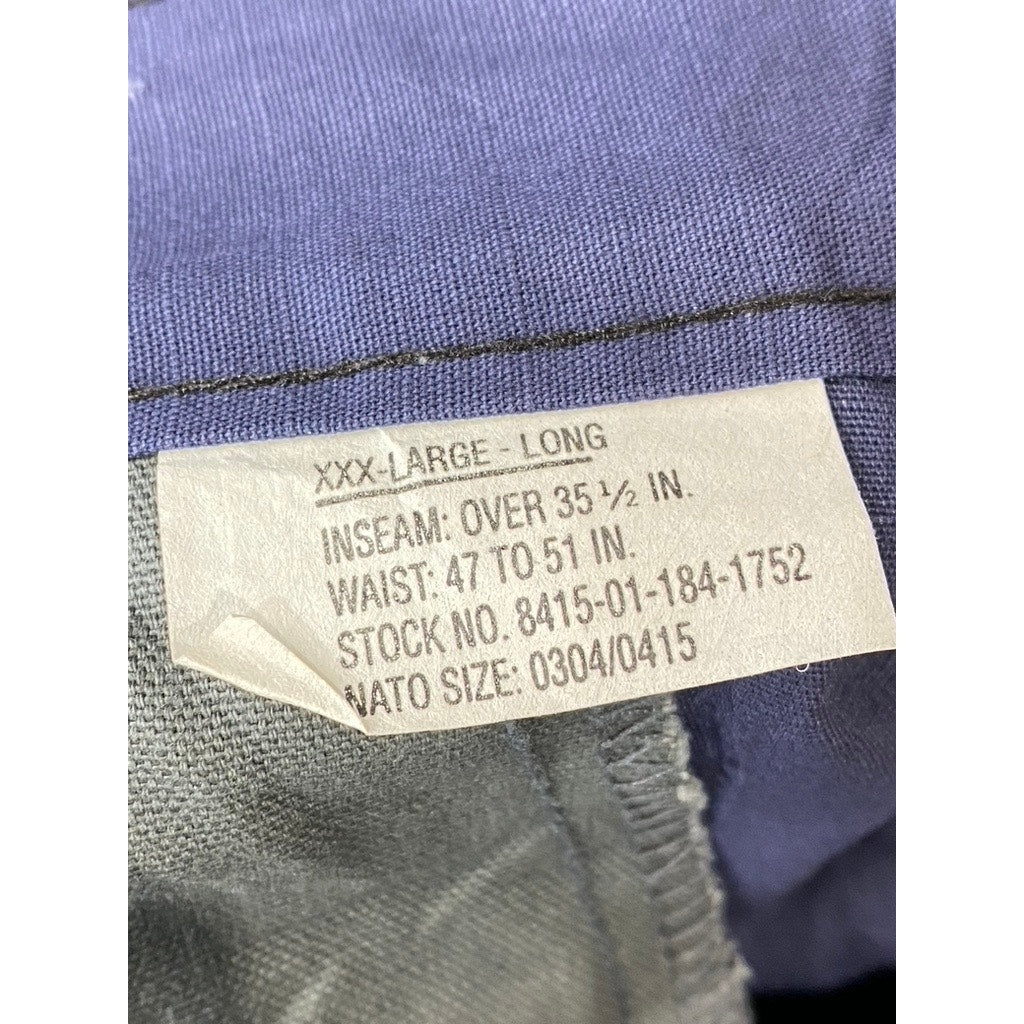 XXX-LARGE - LONG
INSEAM: OVER 35 ½ IN.
WAIST: 47 TO 51 IN.
STOCK NO. 8415-01-184-1752
NATO SIZE: 0304/0415